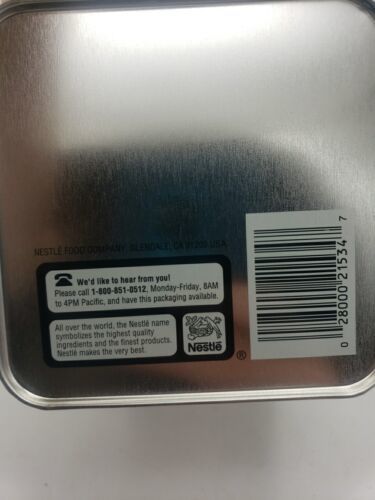 NESTLÉ FOOD COMPANY, GLENDALE, CA 91203 USA
We'd like to hear from you!
Please call 1-800-851-0512, Monday-Friday, 8AM
to 4PM Pacific, and have this packaging available.
All over the world, the Nestlé name
symbolizes the highest quality
ingredients and the finest products.
Nestlé makes the very best.
Nestlé ®
0 28000 21534 7